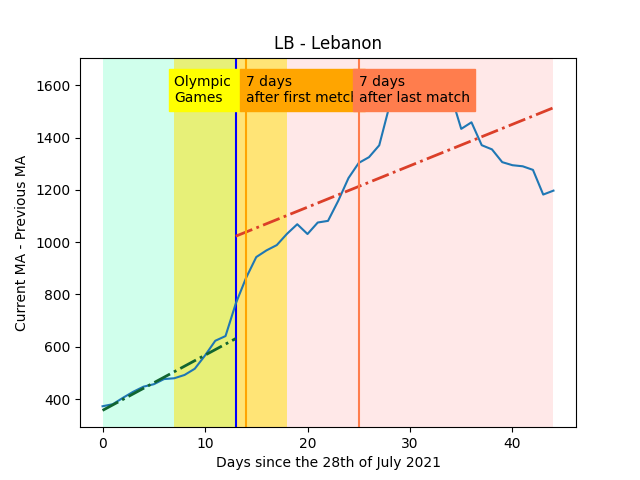 LB - Lebanon
Olympic
Games
7 days
after first match
7 days
after last match
1600
1400
1200
1000
800
600
400
Current MA - Previous MA
0
10
20
30
40
Days since the 28th of July 2021